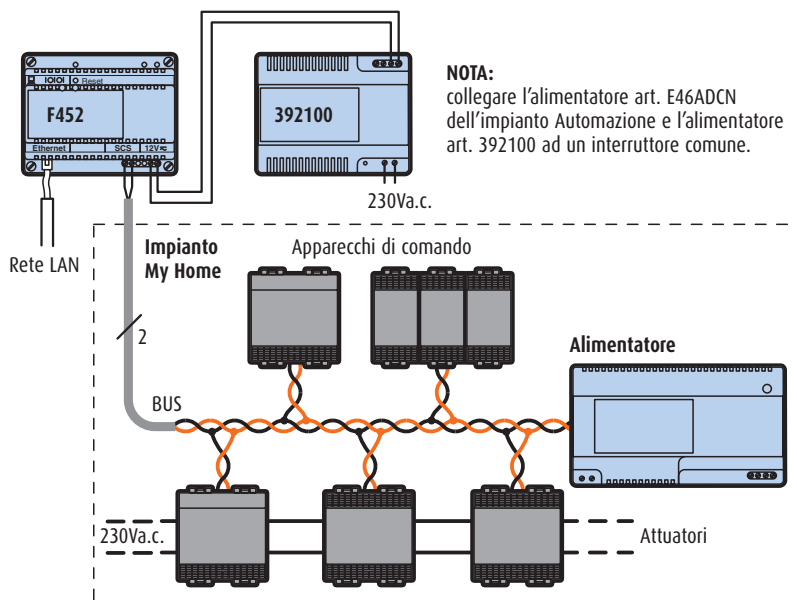 IOIOI Reset
F452
Ethernet SCS 12V
392100
230Va.c.
NOTA:
collegare l'alimentatore art. E46ADCN
dell'impianto Automazione e l'alimentatore
art. 392100 ad un interruttore comune.
Rete LAN
Impianto
My Home
Apparecchi di comando
2
BUS
Alimentatore
230Va.c.
Attuatori